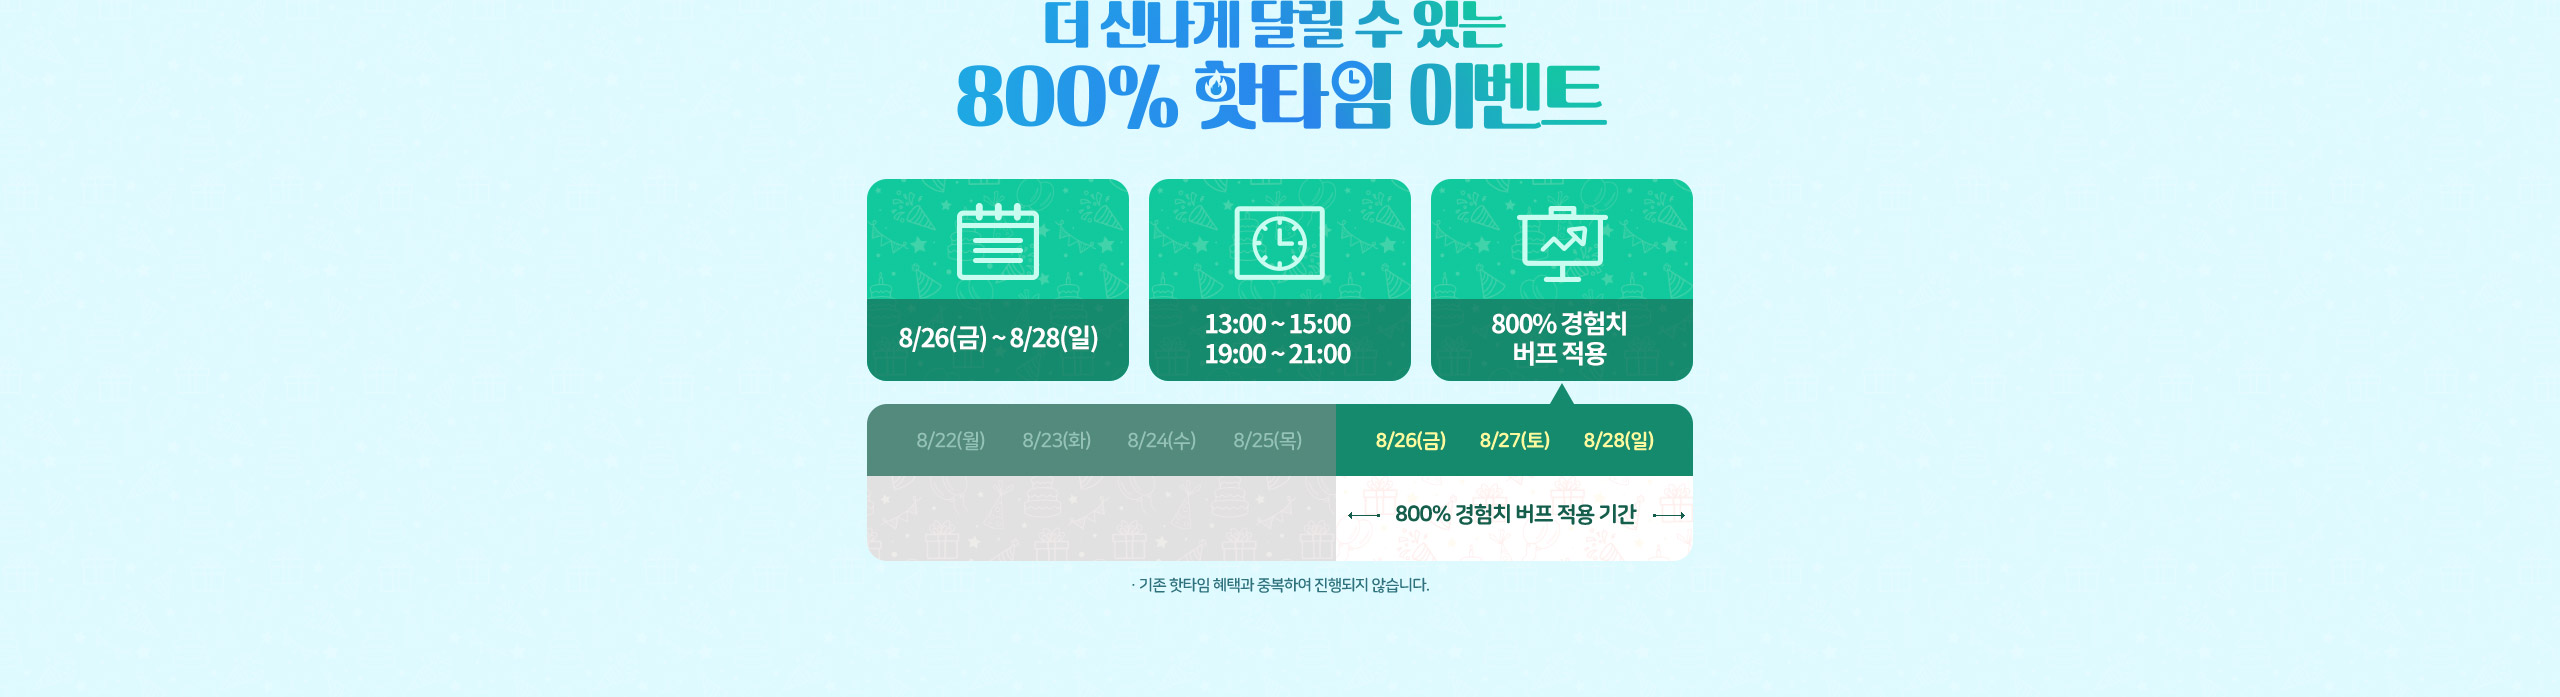 더 신나게 달릴 수 있는
800% 핫타임 이벤트
8/26(금) ~ 8/28(일)
13:00 ~ 15:00
19:00 ~ 21:00
800% 경험치
버프 적용
8/22(월) 8/23(화) 8/24(수) 8/25(목) 8/26(금) 8/27(토) 8/28(일)
800% 경험치 버프 적용 기간
· 기존 핫타임 혜택과 중복하여 진행되지 않습니다.